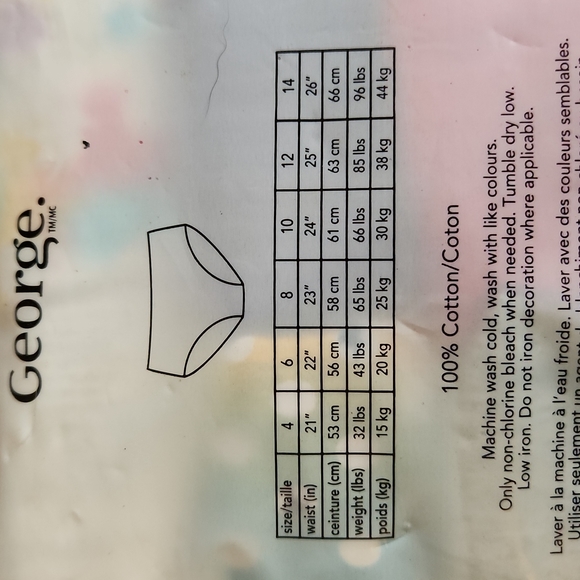 George.
TM/MC
size/taille 4 6 8 10 12 14
waist (in) 21" 22" 23" 24" 25" 26"
ceinture (cm) 53 cm 56 cm 58 cm 61 cm 63 cm 66 cm
weight (lbs) 32 lbs 43 lbs 65 lbs 66 lbs 85 lbs 96 lbs
poids (kg) 15 kg 20 kg 25 kg 30 kg 38 kg 44 kg
100% Cotton/Coton
Machine wash cold, wash with like colours.
Only non-chlorine bleach when needed. Tumble dry low.
Low iron. Do not iron decoration where applicable.
Laver à la machine à l'eau froide. Laver avec des couleurs semblables.
Utiliser seulement un